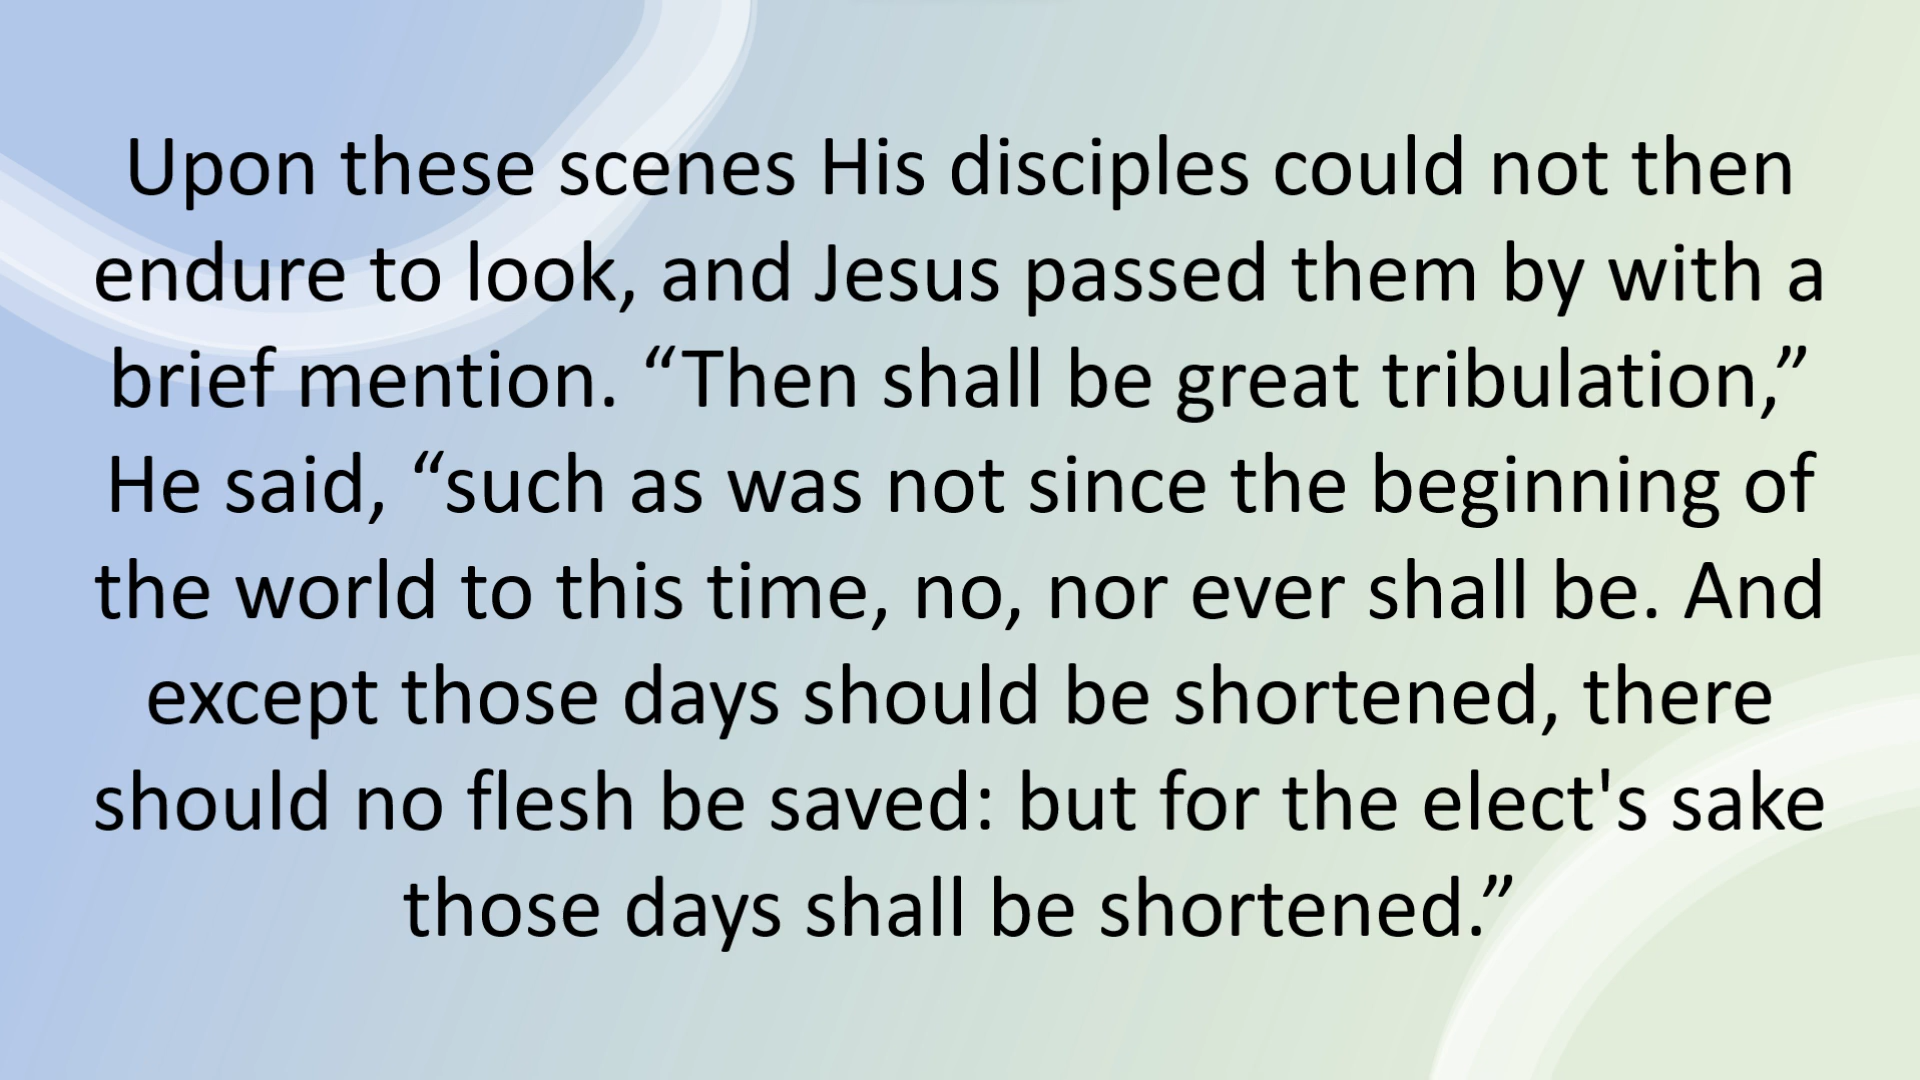 Upon these scenes His disciples could not then
endure to look, and Jesus passed them by with a
brief mention. “Then shall be great tribulation,”
He said, “such as was not since the beginning of
the world to this time, no, nor ever shall be. And
except those days should be shortened, there
should no flesh be saved: but for the elect's sake
those days shall be shortened.”